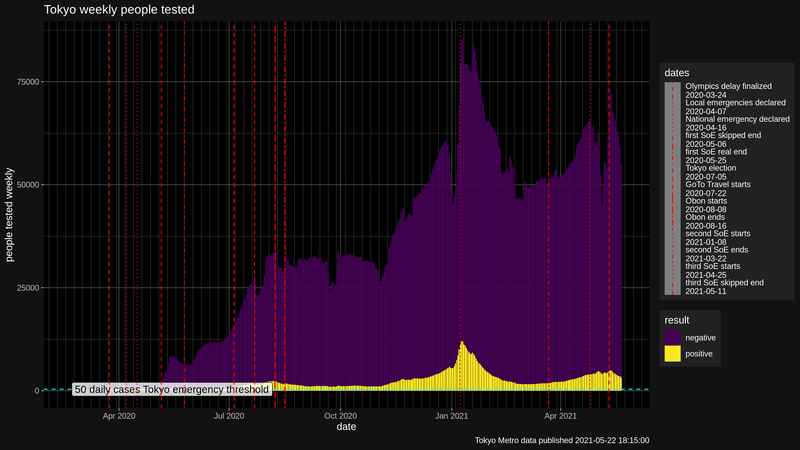 Tokyo weekly people tested
people tested weekly
75000
50000
25000
0
50 daily cases Tokyo emergency threshold
Apr 2020
Jul 2020
Oct 2020
Jan 2021
Apr 2021
date
Tokyo Metro data published 2021-05-22 18:15:00
dates
Olympics delay finalized
2020-03-24
Local emergencies declared
2020-04-07
National emergency declared
2020-04-16
first SoE skipped end
2020-05-06
first SoE real end
2020-05-25
Tokyo election
2020-07-05
GoTo Travel starts
2020-07-22
Obon starts
2020-08-08
Obon ends
2020-08-16
second SoE starts
2021-01-08
second SoE ends
2021-03-22
third SoE starts
2021-04-25
third SoE skipped end
2021-05-11
result
negative
positive